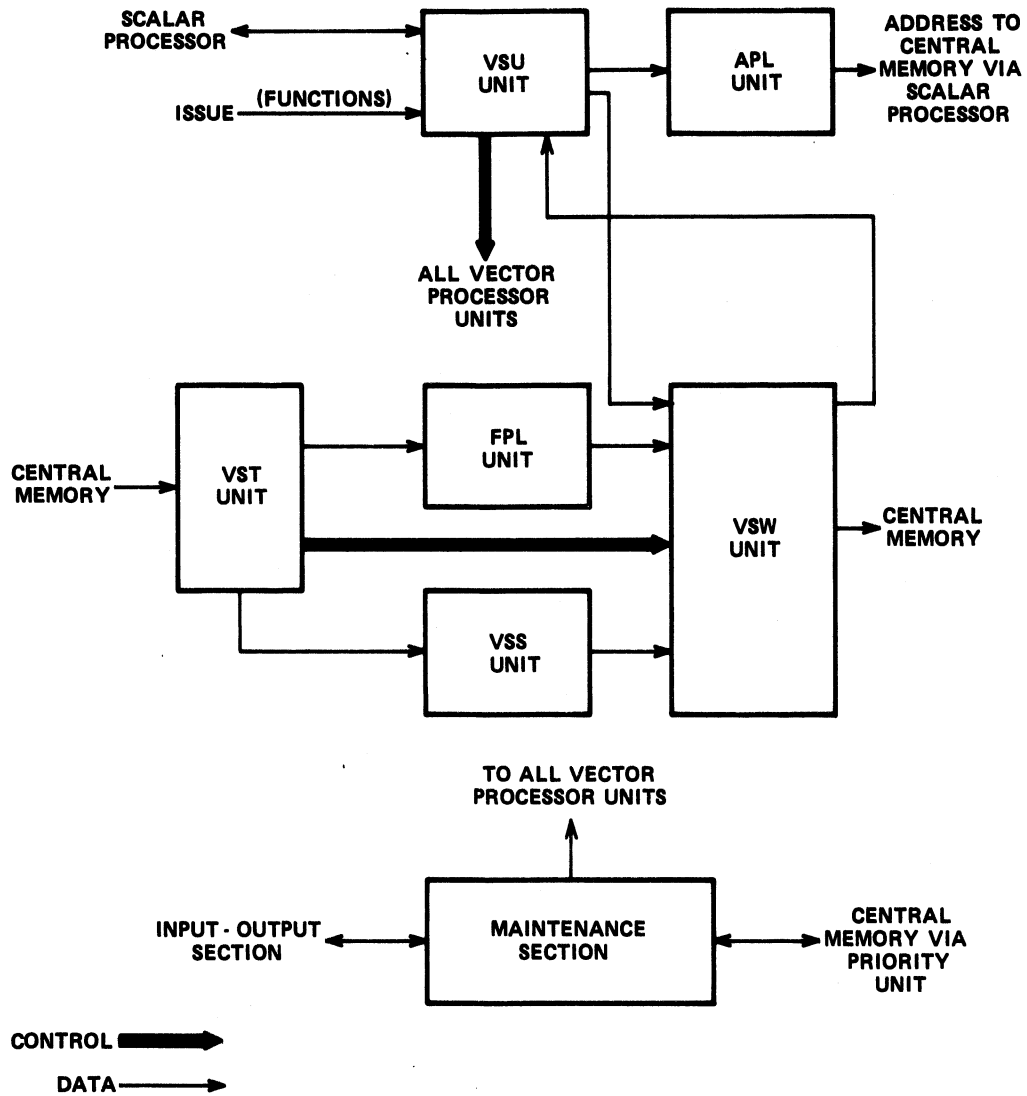 SCALAR
PROCESSOR
ISSUE (FUNCTIONS)
VSU
UNIT
APL
UNIT
ADDRESS TO
CENTRAL
MEMORY VIA
SCALAR
PROCESSOR
ALL VECTOR
PROCESSOR
UNITS
CENTRAL
MEMORY
VST
UNIT
FPL
UNIT
VSS
UNIT
VSW
UNIT
CENTRAL
MEMORY
TO ALL VECTOR
PROCESSOR UNITS
INPUT - OUTPUT
SECTION
MAINTENANCE
SECTION
CENTRAL
MEMORY VIA
PRIORITY
UNIT
CONTROL
DATA